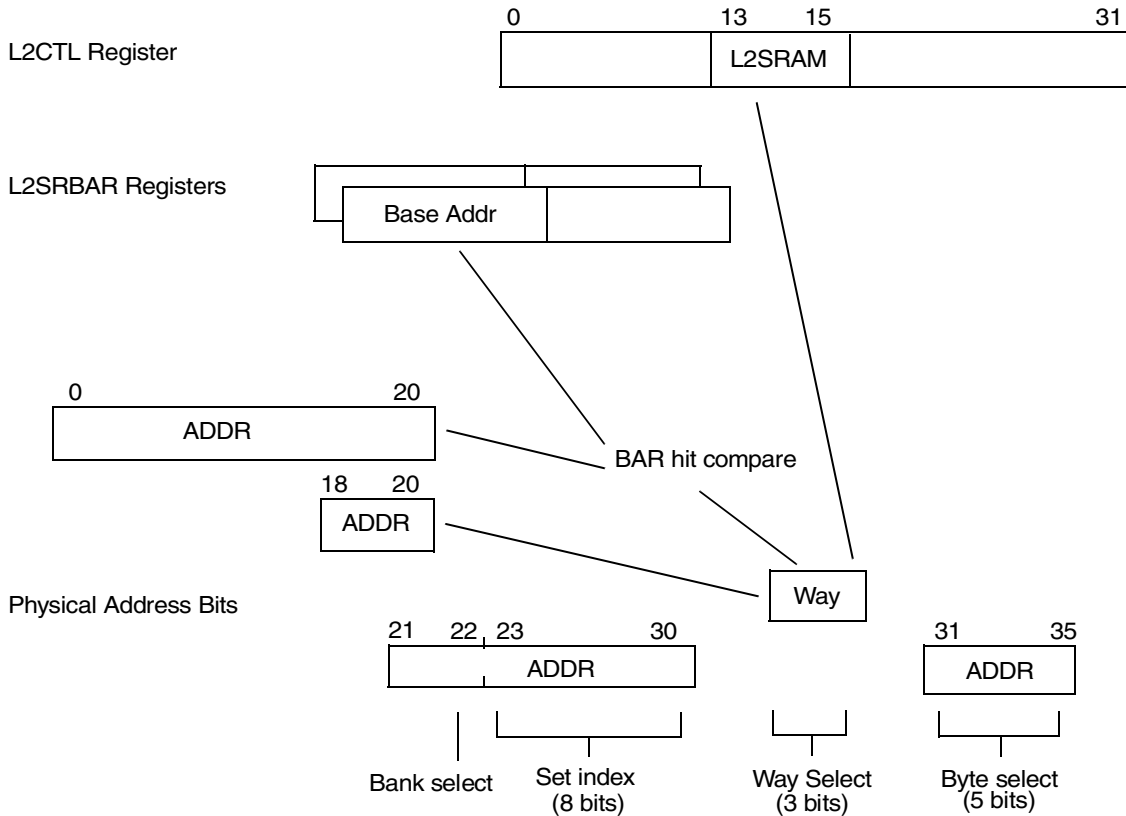 0 13 15 31
L2CTL Register
L2SRAM
L2SRBAR Registers
Base Addr
0 20
ADDR
BAR hit compare
18 20
ADDR
Way
Physical Address Bits
21 22 23 30
31 35
ADDR
ADDR
Bank select
Set index
(8 bits)
Way Select
(3 bits)
Byte select
(5 bits)